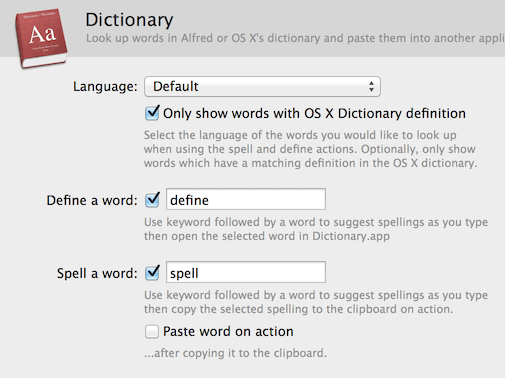 Dictionary
Look up words in Alfred or OS X's dictionary and paste them into another appli
Aa
Language: Default
Only show words with OS X Dictionary definition
Select the language of the words you would like to look up
when using the spell and define actions. Optionally, only show
words which have a matching definition in the OS X dictionary.
Define a word: define
Use keyword followed by a word to suggest spellings as you type
then open the selected word in Dictionary.app
Spell a word: spell
Use keyword followed by a word to suggest spellings as you type
then copy the selected spelling to the clipboard on action.
Paste word on action
...after copying it to the clipboard.